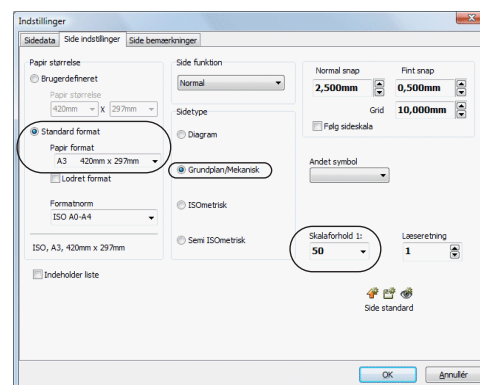 Indstillinger
Sidedata Side indstillinger Side bemærkninger
Papir størrelse
Brugerdefineret
Papir størrelse
420mm X 297mm
Standard format
Papir format
A3 420mm x 297mm
Lodret format
Formatnorm
ISO A0-A4
ISO, A3, 420mm x 297mm
Indeholder liste
Side funktion
Normal
Sidetype
Diagram
Grundplan/Mekanisk
ISOmetrisk
Semi ISOmetrisk
Normal snap Fint snap
2,500mm 0,500mm
Grid 10,000mm
Følg sideskala
Andet symbol
Skalaforhold 1: Læseretning
50 1
Side standard
OK Annullér